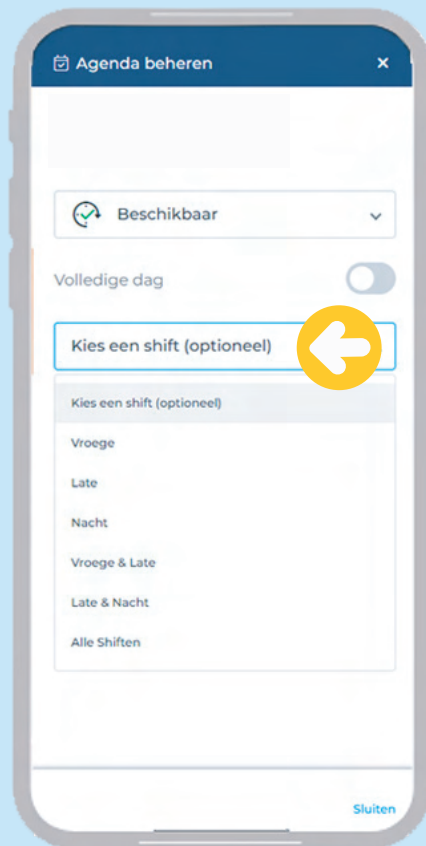 Agenda beheren
Beschikbaar
Volledige dag
Kies een shift (optioneel)
Kies een shift (optioneel)
Vroege
Late
Nacht
Vroege & Late
Late & Nacht
Alle Shiften
Sluiten